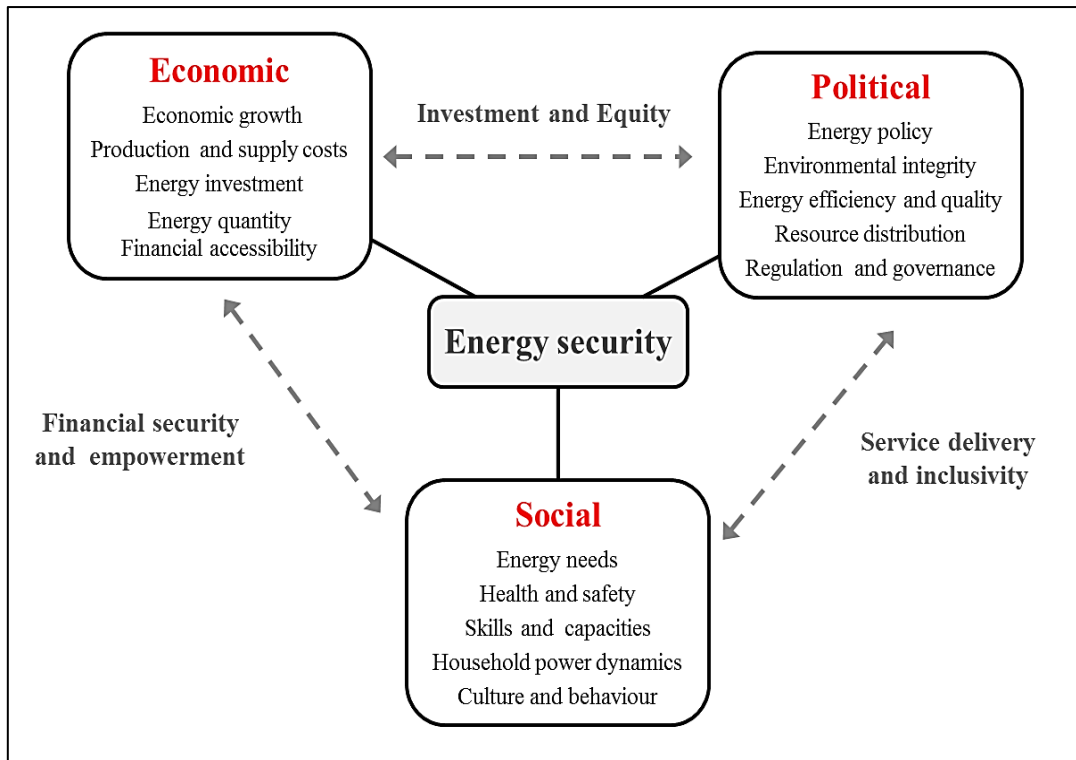 Economic
Economic growth
Production and supply costs
Energy investment
Energy quantity
Financial accessibility
Investment and Equity
Political
Energy policy
Environmental integrity
Energy efficiency and quality
Resource distribution
Regulation and governance
Energy security
Financial security
and empowerment
Service delivery
and inclusivity
Social
Energy needs
Health and safety
Skills and capacities
Household power dynamics
Culture and behaviour